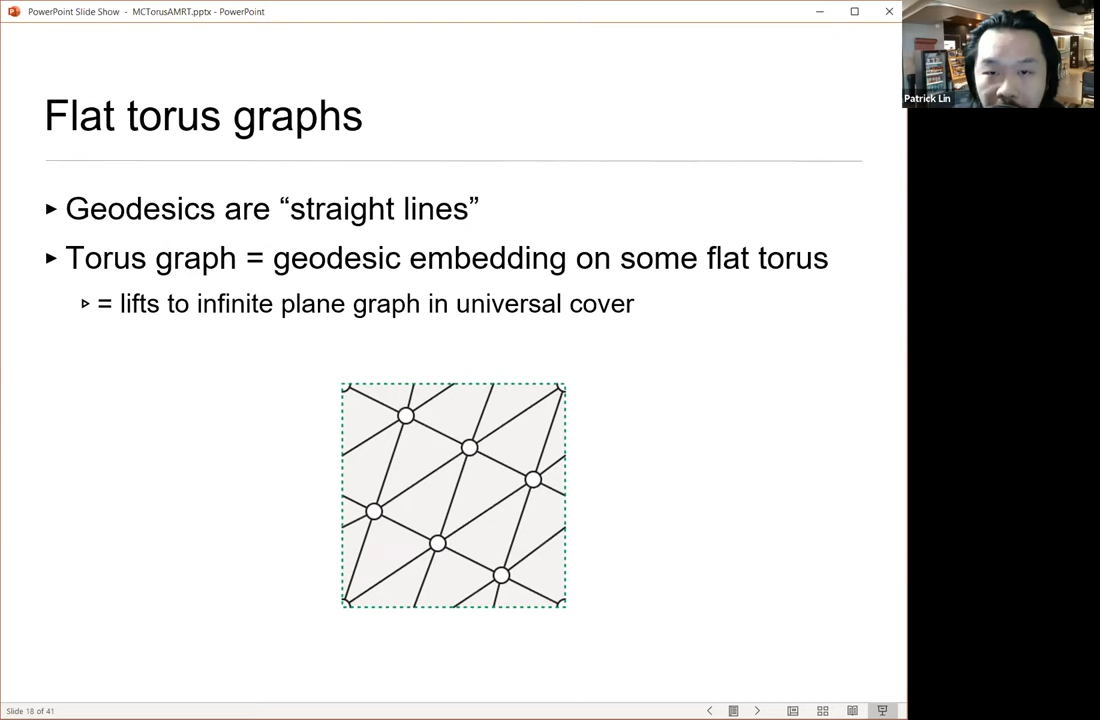 PowerPoint Slide Show - MCTorusAMRT.pptx - PowerPoint
Patrick Lin
Flat torus graphs
▸ Geodesics are “straight lines”
▸ Torus graph = geodesic embedding on some flat torus
▹ = lifts to infinite plane graph in universal cover
Slide 18 of 41